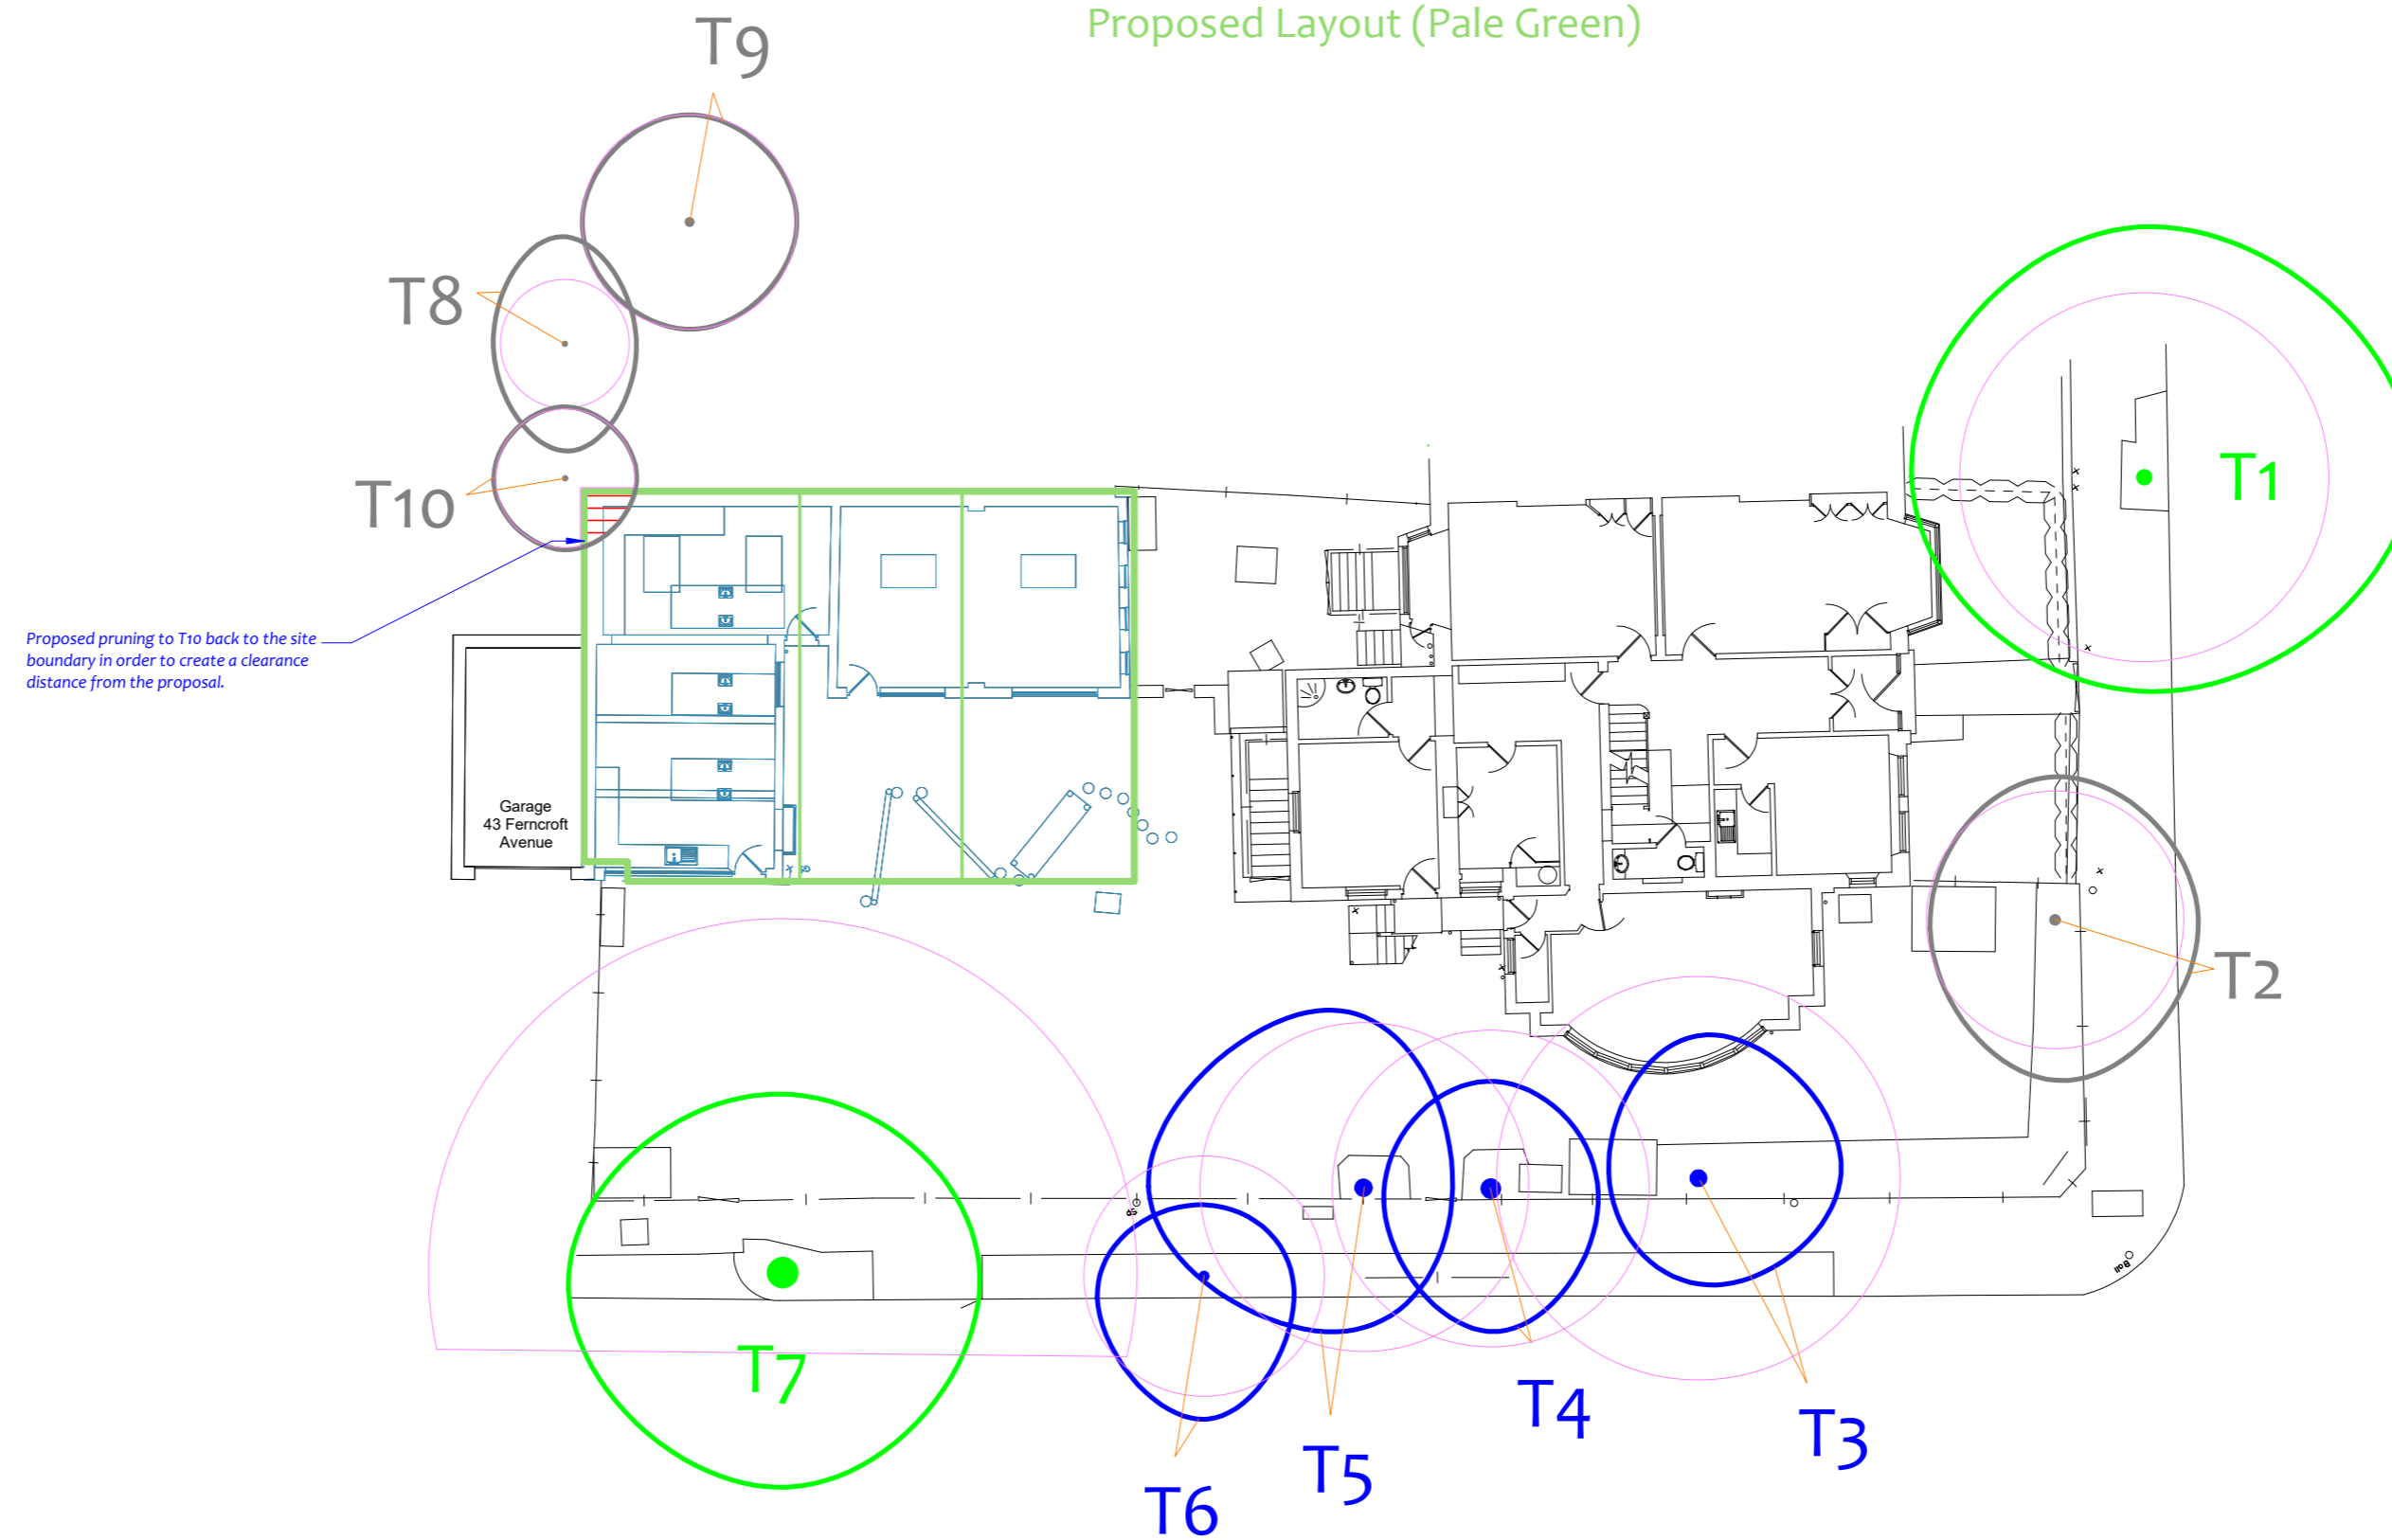 Proposed Layout (Pale Green)
T9
T8
T1
T10
Proposed pruning to T10 back to the site
boundary in order to create a clearance
distance from the proposal.
Garage
43 Ferncroft
Avenue
T2
Boll
T7
T4
T3
T5
T6